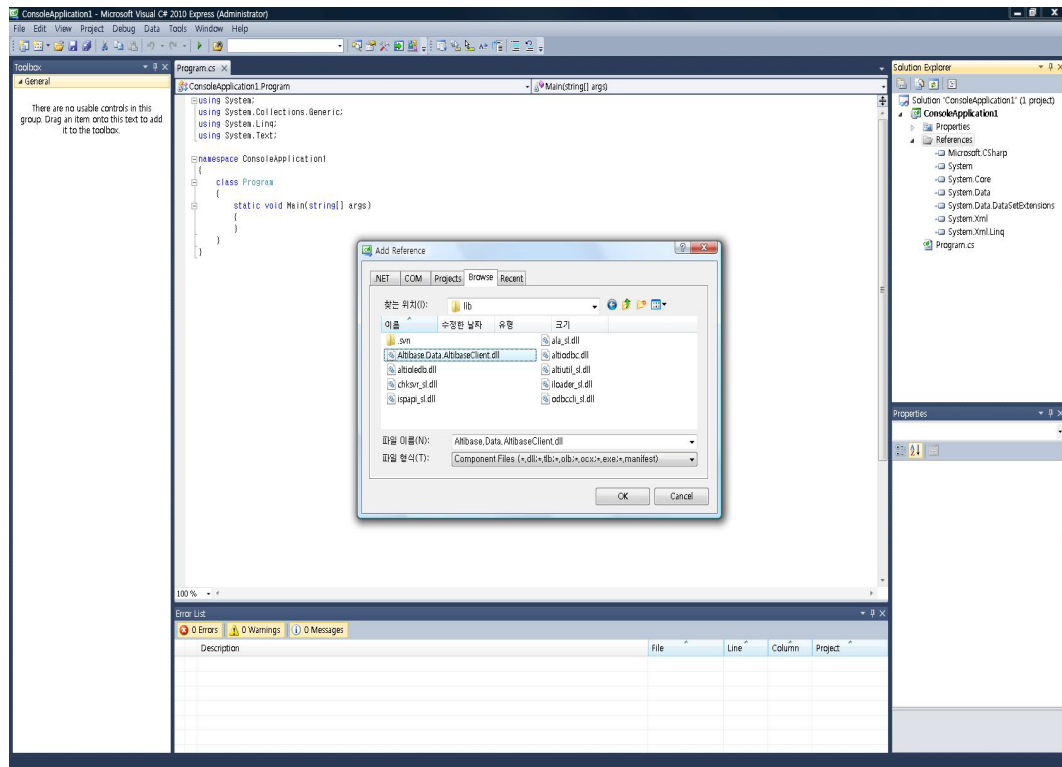 ConsoleApplication1 - Microsoft Visual C# 2010 Express (Administrator)
File Edit View Project Debug Data Tools Window Help
Toolbox
General
There are no usable controls in this
group. Drag an item onto this text to add
it to the toolbox.
Program.cs
ConsoleApplication1.Program
Main(string[] args)
using System;
using System.Collections.Generic;
using System.Linq;
using System.Text;
namespace ConsoleApplication1
{
class Program
{
static void Main(string[] args)
{
}
}
}
100 %
Add Reference
.NET COM Projects Browse Recent
찾는 위치(I): lib
이름 수정한 날짜 유형 크기
.svn
Altibase.Data.AltibaseClient.dll
altioledb.dll
chksvr_sl.dll
ispapi_sl.dll
ala_sl.dll
altiodbc.dll
altiutil_sl.dll
iloader_sl.dll
odbccli_sl.dll
파일 이름(N): Altibase.Data.AltibaseClient.dll
파일 형식(T): Component Files (*.dll;*.tlb;*.olb;*.ocx;*.exe;*.manifest)
OK Cancel
Solution Explorer
Solution 'ConsoleApplication1' (1 project)
ConsoleApplication1
Properties
References
Microsoft.CSharp
System
System.Core
System.Data
System.Data.DataSetExtensions
System.Xml
System.Xml.Linq
Program.cs
Properties
Error List
0 Errors 0 Warnings 0 Messages
Description File Line Column Project